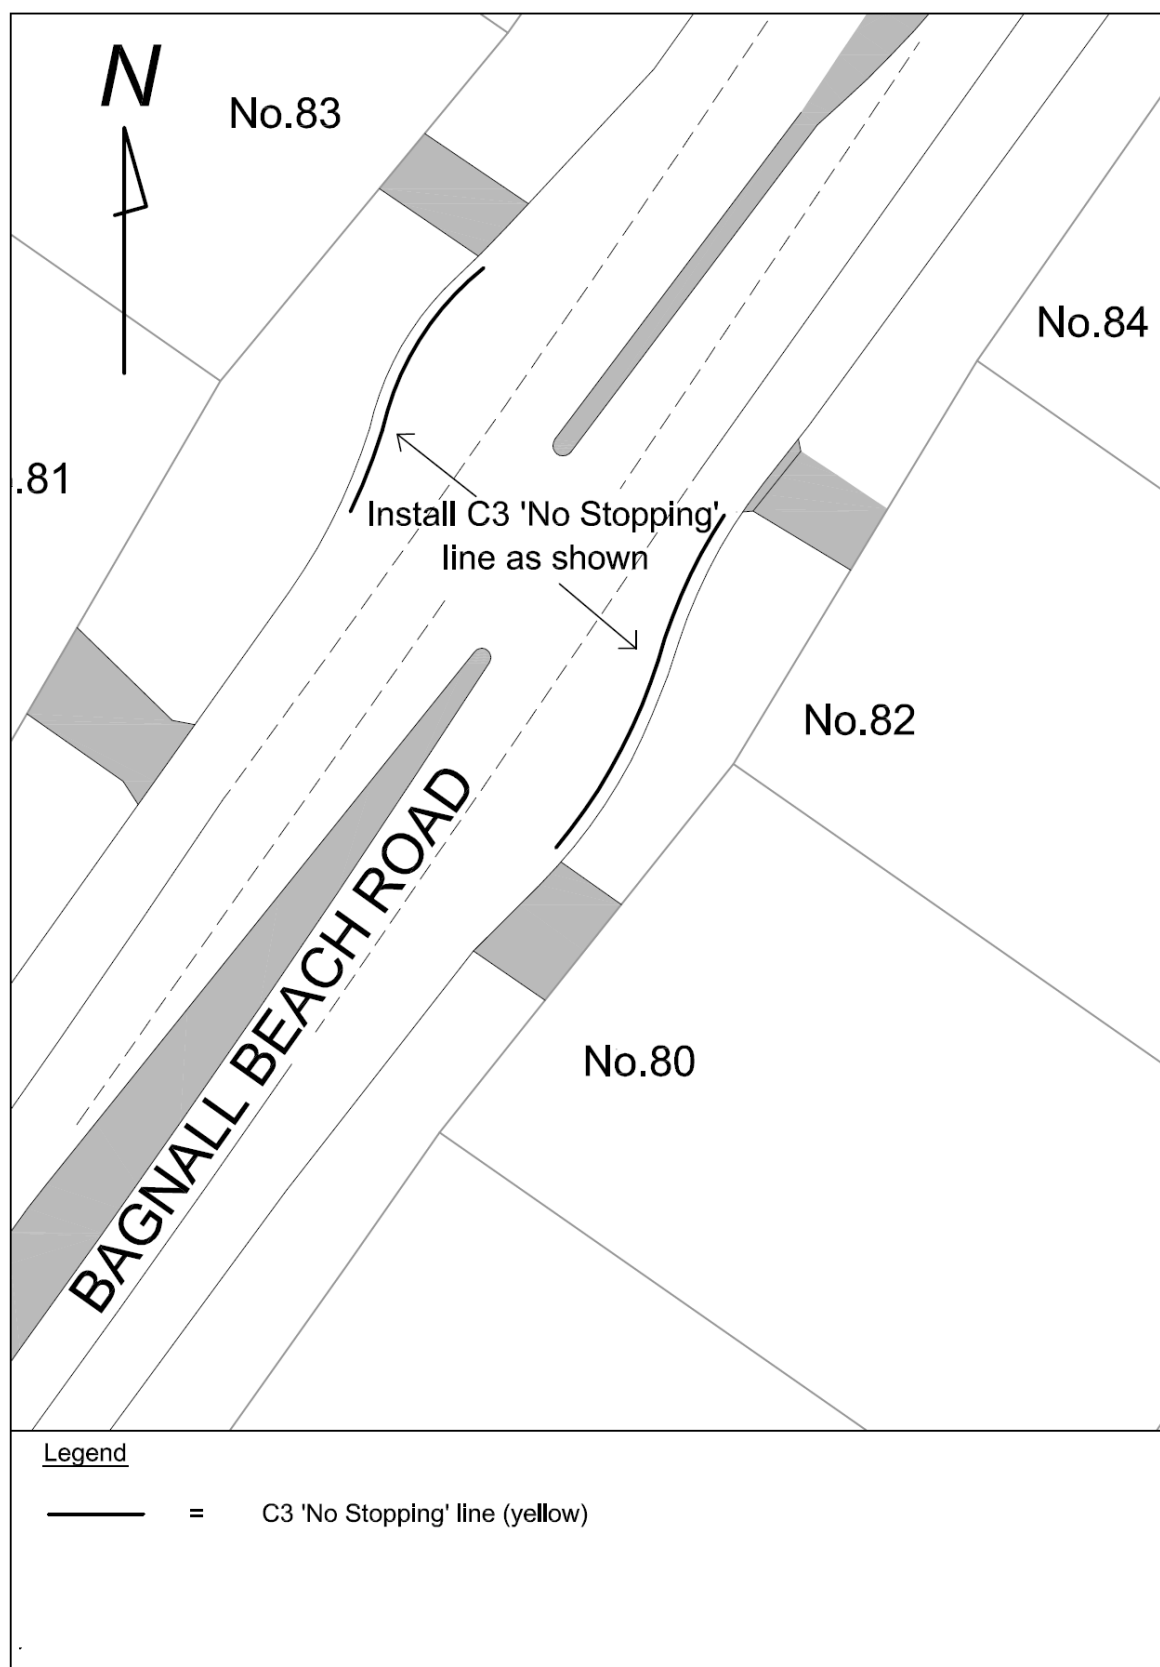 N
No.83
No.84
.81
Install C3 'No Stopping'
line as shown
No.82
BAGNALL BEACH ROAD
No.80
Legend
= C3 'No Stopping' line (yellow)